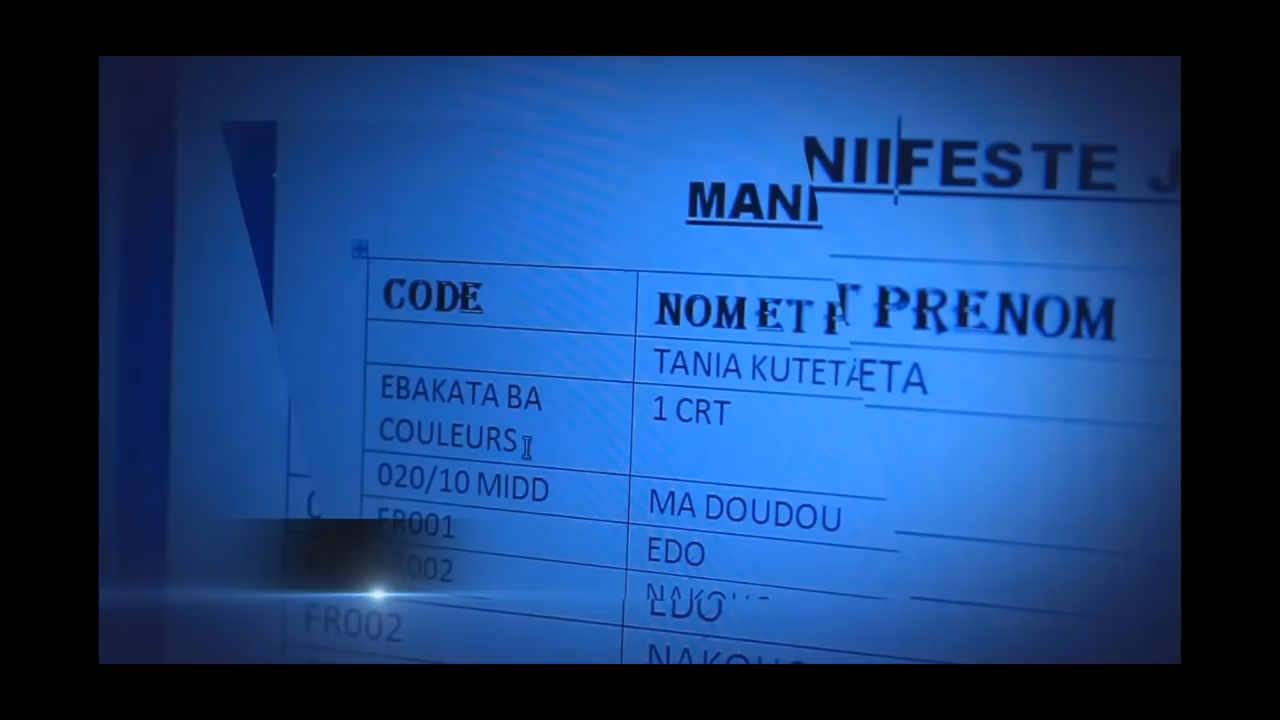 MANI
NIIFESTE J
CODE
NOM ET P
T PRENOM
TANIA KUTETA
ETA
EBAKATA BA
COULEURS
1 CRT
020/10 MIDD
MA DOUDOU
FR001
EDO
002
FR002
EDO